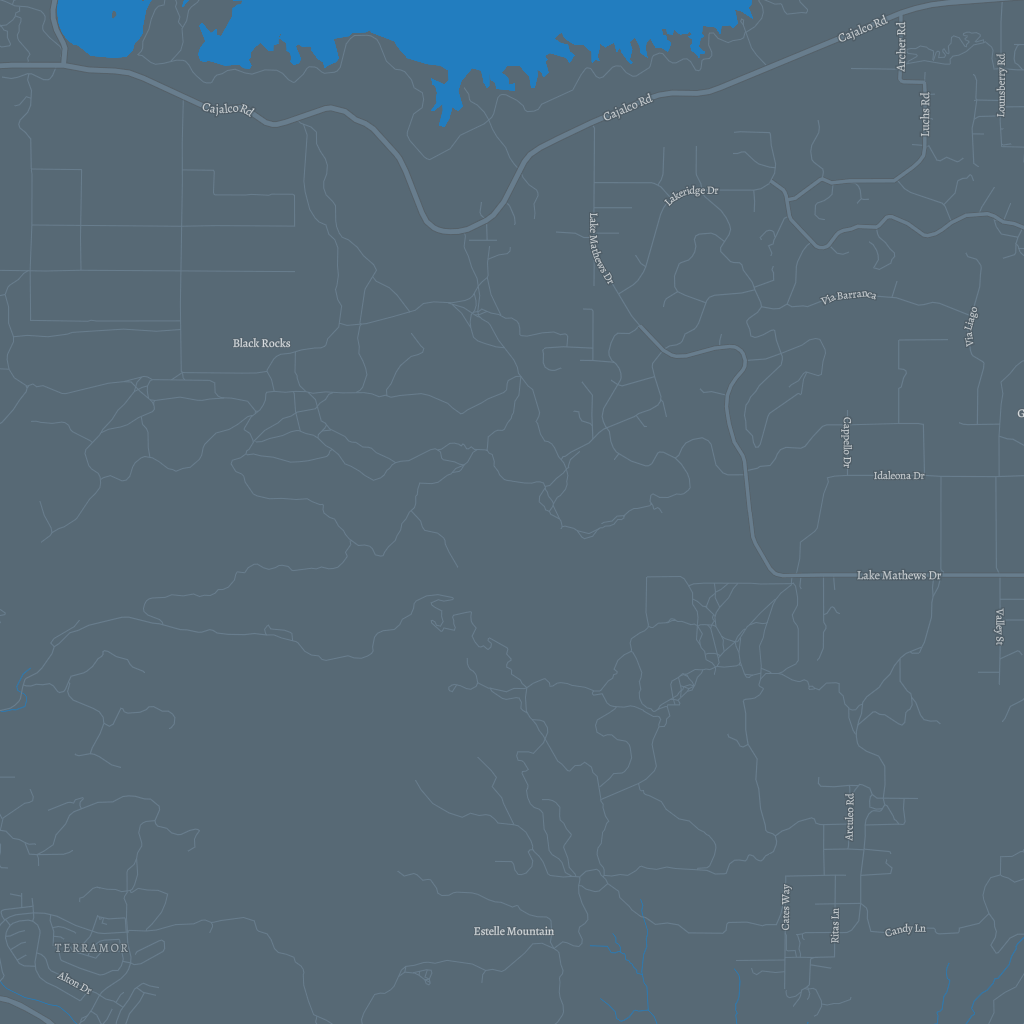 Cajalco Rd
Archer Rd
Lounsberry Rd
Cajalco Rd
Cajalco Rd
Luchs Rd
Lakeridge Dr
Lake Mathews Dr
Via Barranca
Via Liago
Black Rocks
G
Cappello Dr
Idaleona Dr
Lake Mathews Dr
Valley St
Arculeo Rd
Cates Way
Ritas Ln
Candy Ln
Estelle Mountain
TERRAMOR
Alton Dr